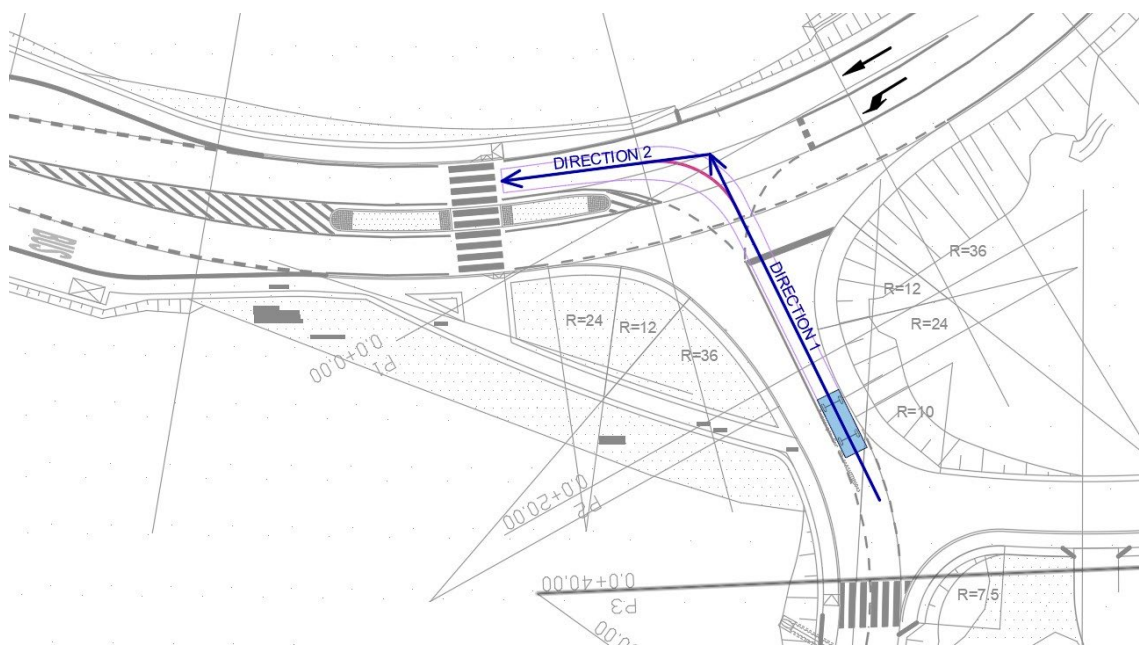 DIRECTION 2
DIRECTION 1
BUS
R=36
R=12
R=24
R=24
R=12
R=36
R=10
0.0+0.00
P1
0.0+20.00
P2
0.0+40.00
P3
R=7.5